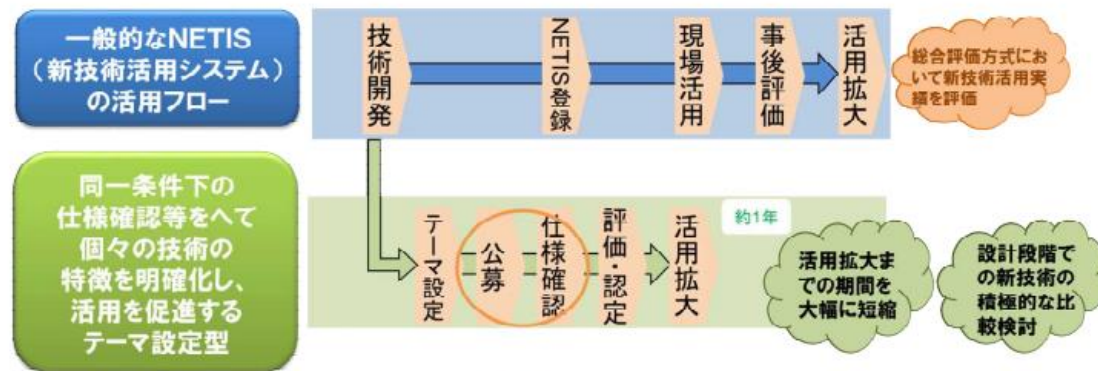 一般的なNETIS
(新技術活用システム)
の活用フロー
技術開発
NETIS登録
現場活用
事後評価
活用拡大
総合評価方式にお
いて新技術活用実
績を評価
同一条件下の
仕様確認等をへて
個々の技術の
特徴を明確化し、
活用を促進する
テーマ設定型
テーマ設定
公募
仕様確認
評価・認定
活用拡大
約1年
活用拡大ま
での期間を
大幅に短縮
設計段階で
の新技術の
積極的な比
較検討